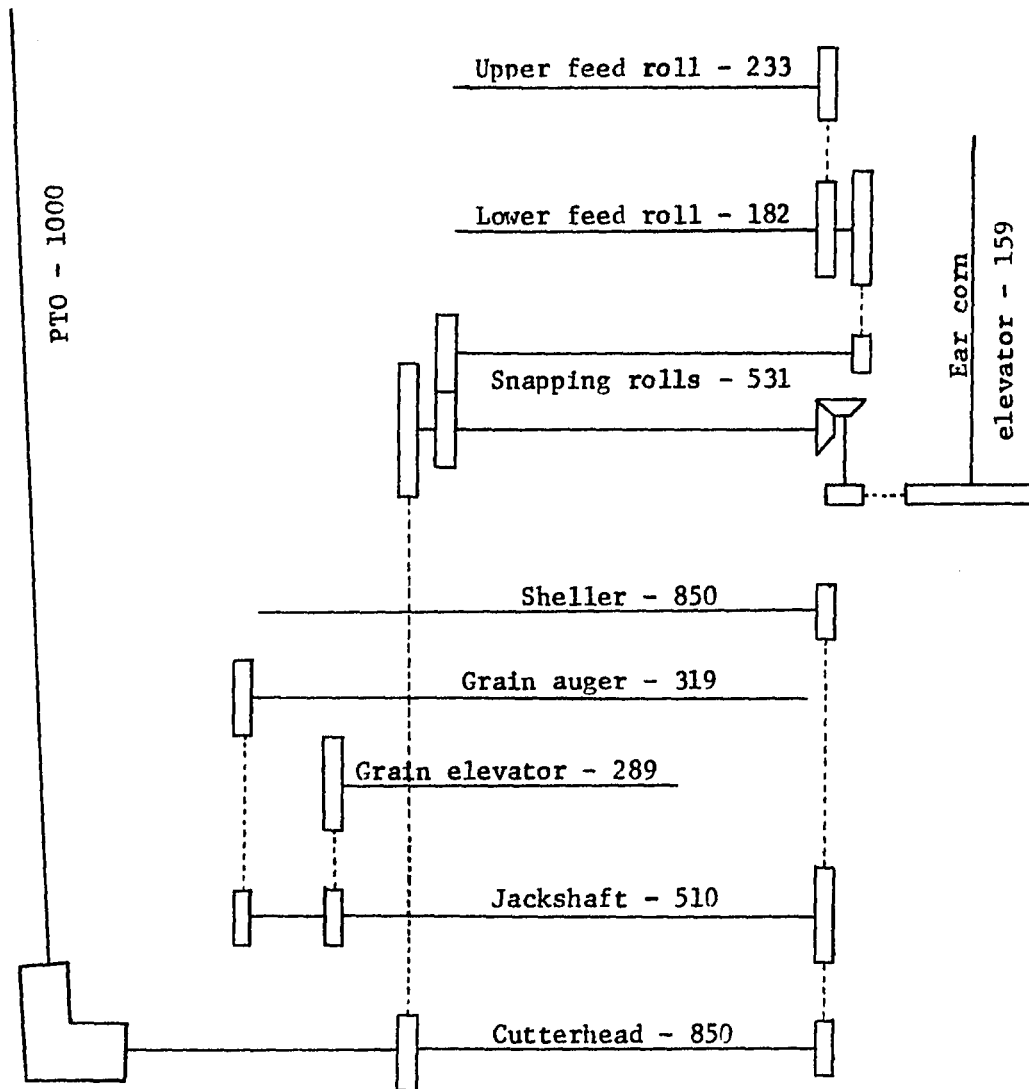 Upper feed roll - 233
PTO - 1000
Lower feed roll - 182
Ear corn
elevator - 159
Snapping rolls - 531
Sheller - 850
Grain auger - 319
Grain elevator - 289
Jackshaft - 510
Cutterhead - 850